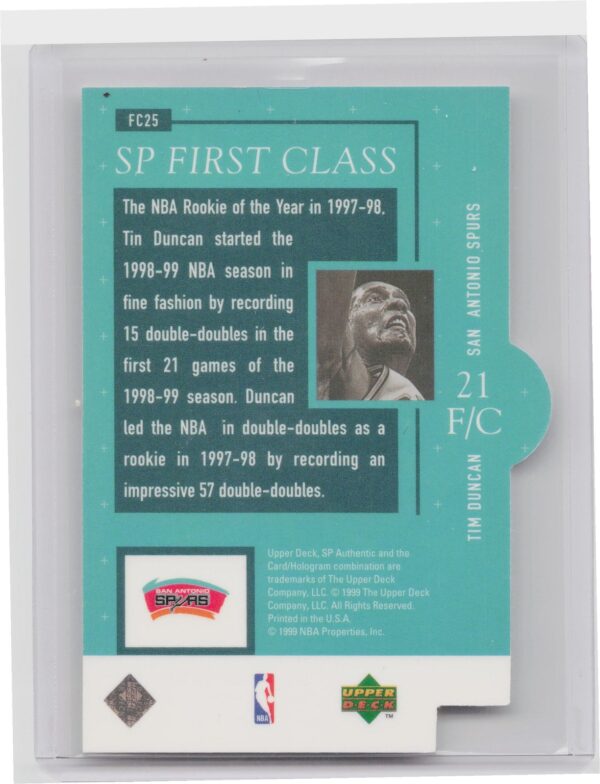 FC25
SP FIRST CLASS
The NBA Rookie of the Year in 1997-98,
Tin Duncan started the
1998-99 NBA season in
fine fashion by recording
15 double-doubles in the
first 21 games of the
1998-99 season. Duncan
led the NBA in double-doubles as a
rookie in 1997-98 by recording an
impressive 57 double-doubles.
SAN ANTONIO SPURS
21
F/C
TIM DUNCAN
SAN ANTONIO
SPURS
Upper Deck, SP Authentic and the
Card/Hologram combination are
trademarks of The Upper Deck
Company, LLC. © 1999 The Upper Deck
Company, LLC. All Rights Reserved.
Printed in the U.S.A.
© 1999 NBA Properties, Inc.
NBA
UPPER
DECK
TM